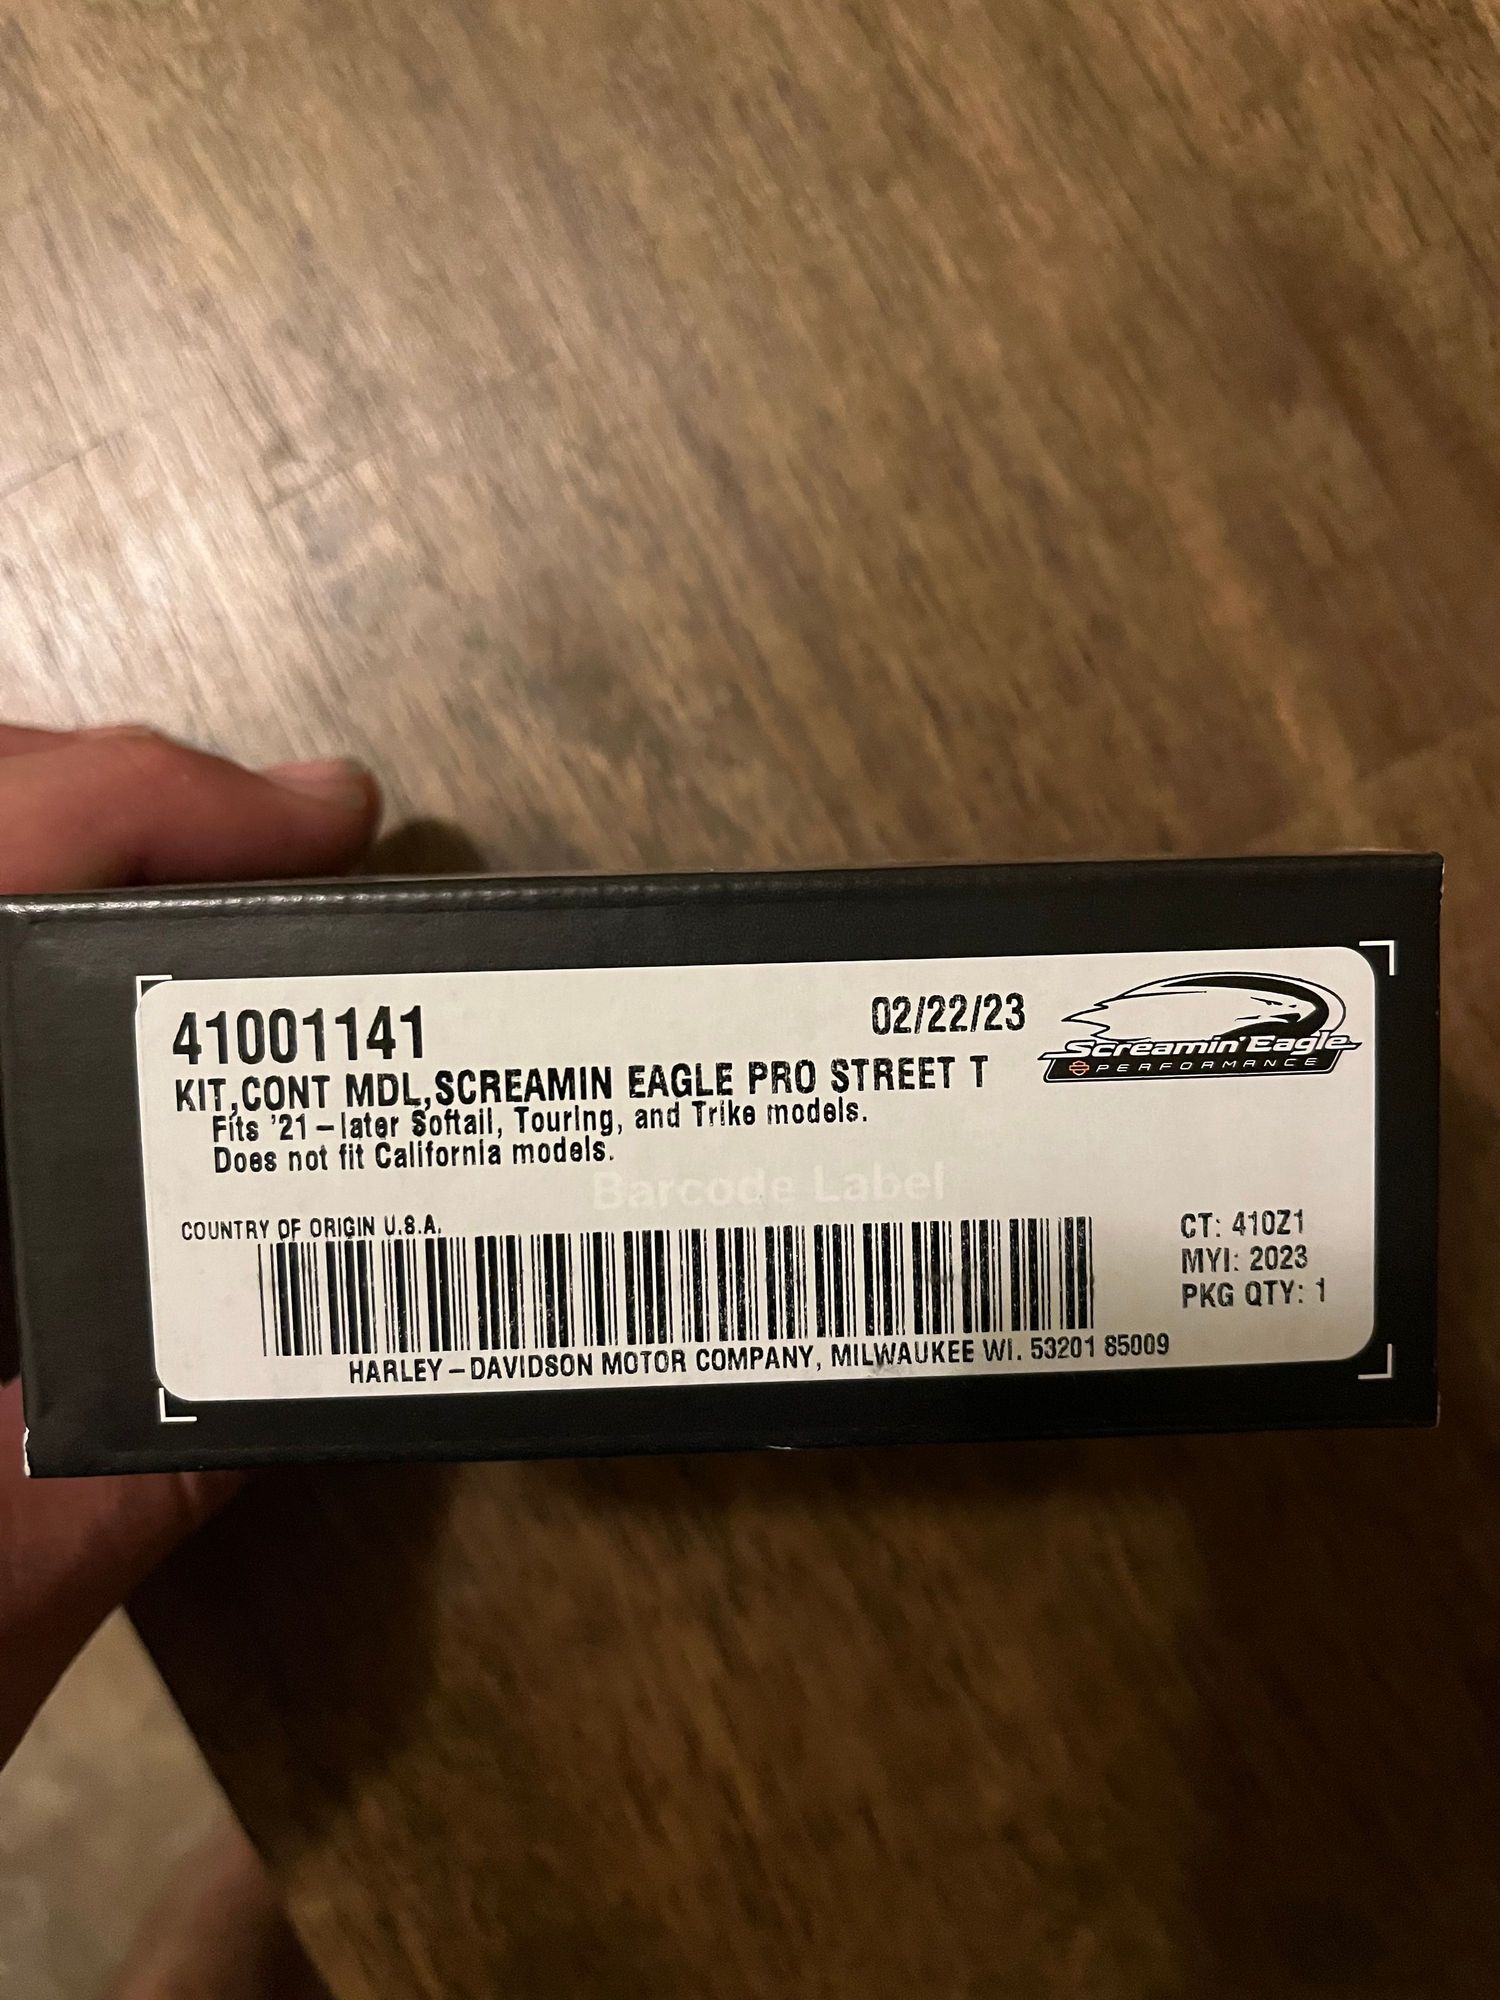 41001141
02/22/23
Screamin' Eagle
PERFORMANCE
KIT,CONT MDL,SCREAMIN EAGLE PRO STREET T
Fits '21-later Softail, Touring, and Trike models.
Does not fit California models.
Barcode Label
COUNTRY OF ORIGIN U.S.A.
CT: 410Z1
MYI: 2023
PKG QTY: 1
HARLEY-DAVIDSON MOTOR COMPANY, MILWAUKEE WI. 53201 85009